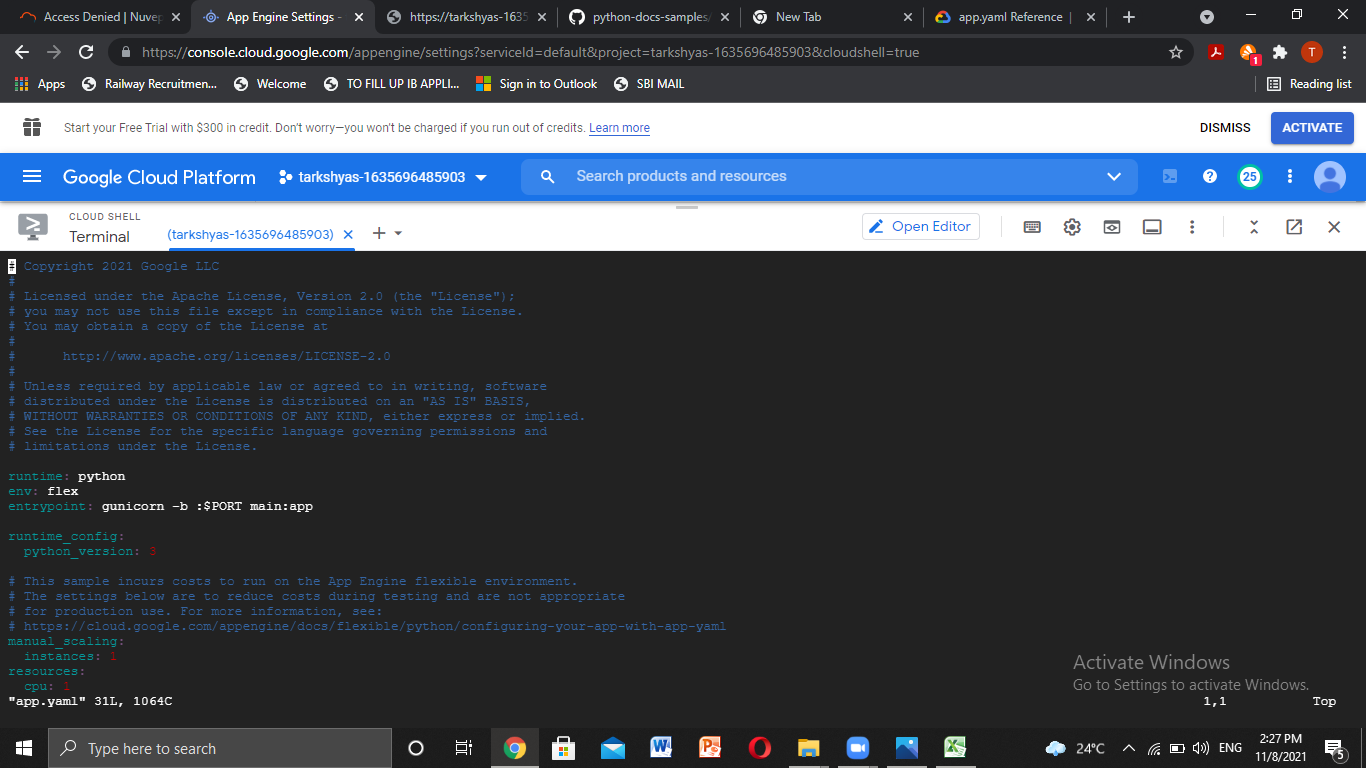 Access Denied | Nuvep
App Engine Settings -
https://tarkshyas-1635
python-docs-samples/
New Tab
app.yaml Reference |
https://console.cloud.google.com/appengine/settings?serviceId=default&project=tarkshyas-1635696485903&cloudshell=true
1
T
Apps
Railway Recruitmen...
Welcome
TO FILL UP IB APPLI...
Sign in to Outlook
SBI MAIL
Reading list
Start your Free Trial with $300 in credit. Don't worry—you won't be charged if you run out of credits. Learn more
DISMISS
ACTIVATE
Google Cloud Platform
tarkshyas-1635696485903
Search products and resources
25
CLOUD SHELL
Terminal
(tarkshyas-1635696485903)
Open Editor
# Copyright 2021 Google LLC
#
# Licensed under the Apache License, Version 2.0 (the "License");
# you may not use this file except in compliance with the License.
# You may obtain a copy of the License at
#
#      http://www.apache.org/licenses/LICENSE-2.0
#
# Unless required by applicable law or agreed to in writing, software
# distributed under the License is distributed on an "AS IS" BASIS,
# WITHOUT WARRANTIES OR CONDITIONS OF ANY KIND, either express or implied.
# See the License for the specific language governing permissions and
# limitations under the License.
runtime: python
env: flex
entrypoint: gunicorn -b :$PORT main:app
runtime_config:
  python_version: 3
# This sample incurs costs to run on the App Engine flexible environment.
# The settings below are to reduce costs during testing and are not appropriate
# for production use. For more information, see:
# https://cloud.google.com/appengine/docs/flexible/python/configuring-your-app-with-app-yaml
manual_scaling:
  instances: 1
resources:
  cpu: 1
"app.yaml" 31L, 1064C
1,1
Top
Activate Windows
Go to Settings to activate Windows.
Type here to search
24°C
ENG
2:27 PM
11/8/2021
5